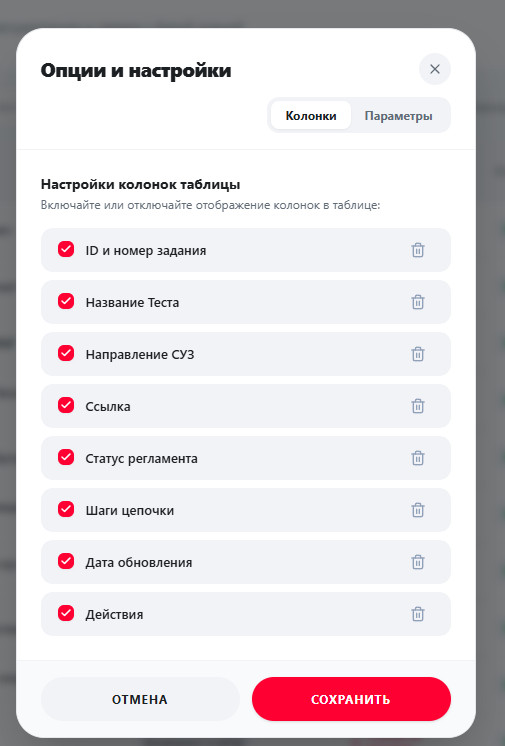 Опции и настройки
Колонки
Параметры
Настройки колонок таблицы
Включайте или отключайте отображение колонок в таблице:
ID и номер задания
Название Теста
Направление СУЗ
Ссылка
Статус регламента
Шаги цепочки
Дата обновления
Действия
ОТМЕНА
СОХРАНИТЬ